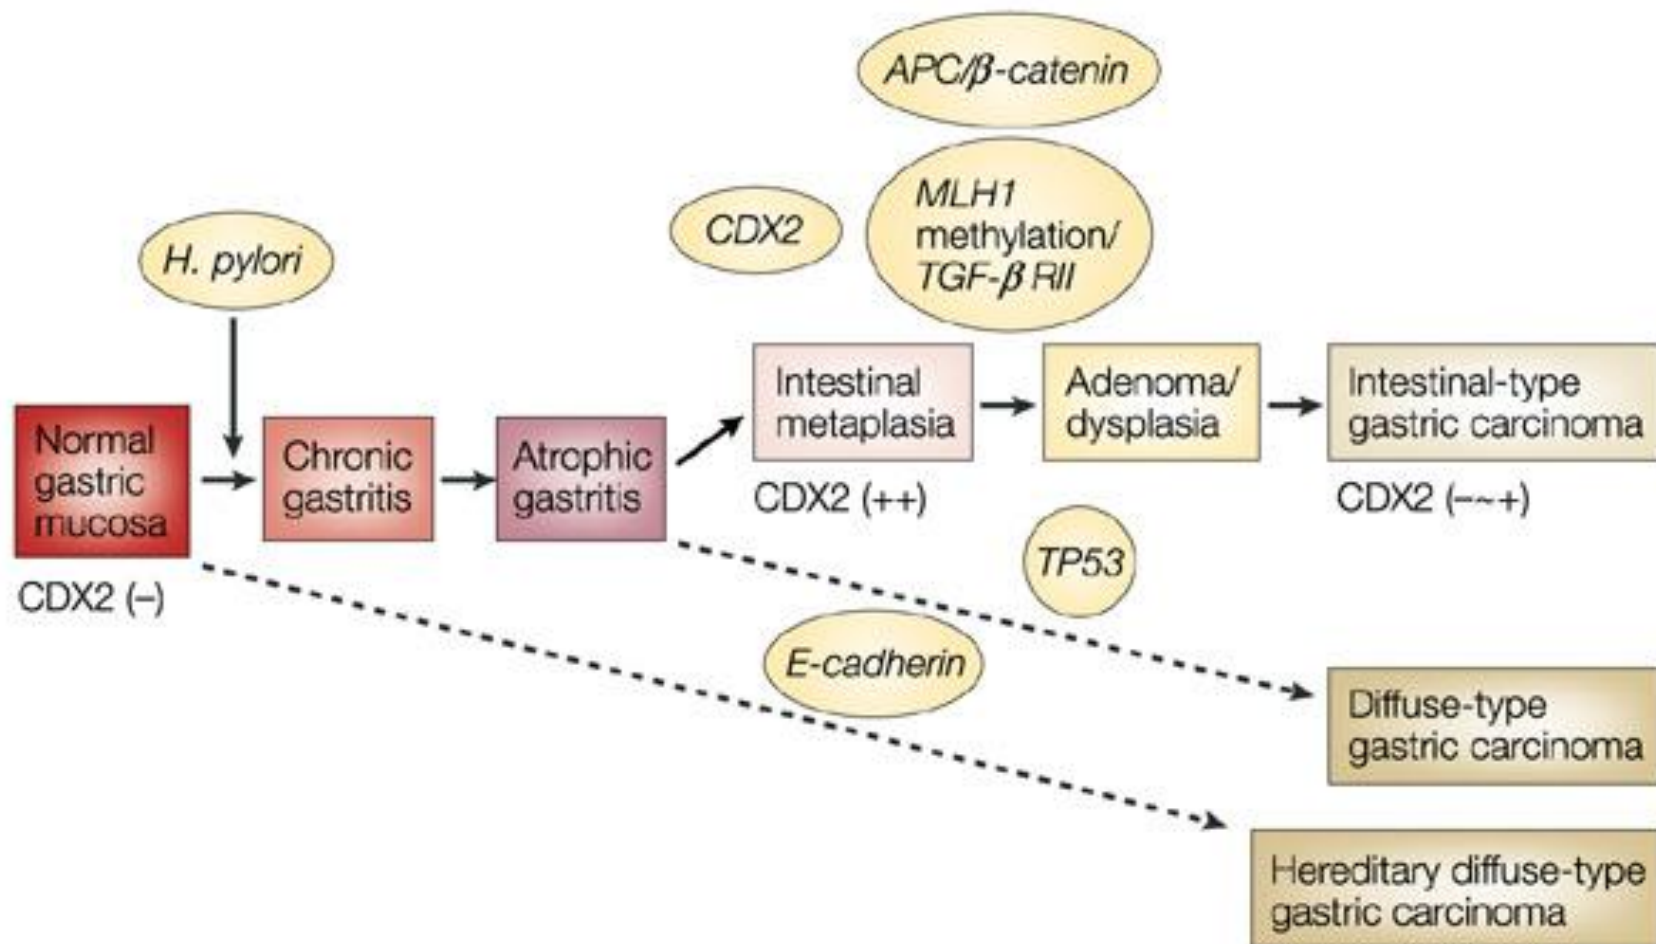 APC/β-catenin
MLH1
methylation/
TGF-β RII
CDX2
H. pylori
Normal
gastric
mucosa
CDX2 (–)
Chronic
gastritis
Atrophic
gastritis
Intestinal
metaplasia
CDX2 (++)
Adenoma/
dysplasia
Intestinal-type
gastric carcinoma
CDX2 (–~+)
TP53
E-cadherin
Diffuse-type
gastric carcinoma
Hereditary diffuse-type
gastric carcinoma